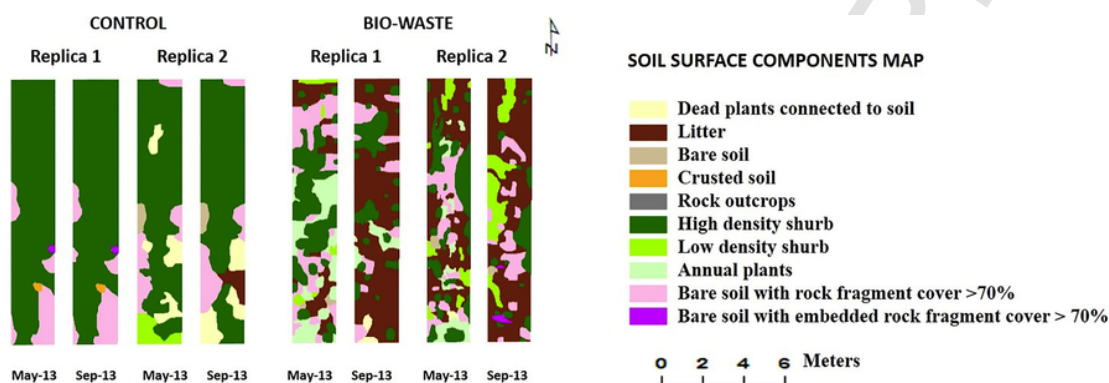 CONTROL
BIO-WASTE
Replica 1
Replica 2
Replica 1
Replica 2
N
May-13
Sep-13
May-13
Sep-13
May-13
Sep-13
May-13
Sep-13
SOIL SURFACE COMPONENTS MAP
Dead plants connected to soil
Litter
Bare soil
Crusted soil
Rock outcrops
High density shurb
Low density shurb
Annual plants
Bare soil with rock fragment cover >70%
Bare soil with embedded rock fragment cover > 70%
0 2 4 6 Meters